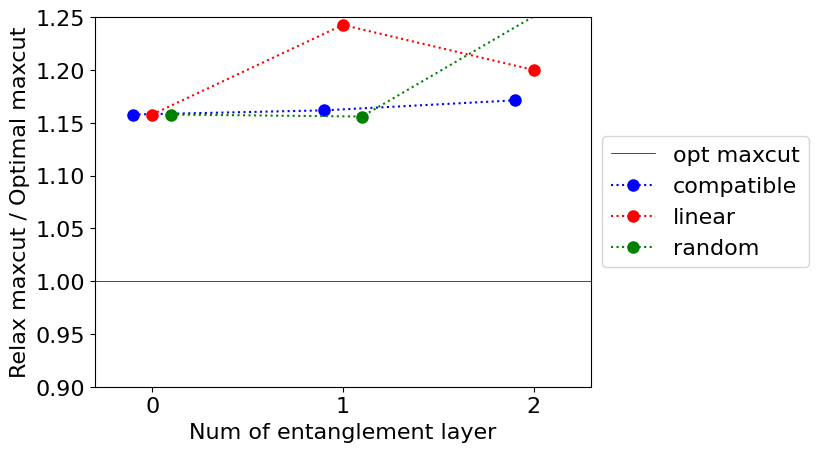 Relax maxcut / Optimal maxcut
1.25
1.20
1.15
1.10
1.05
1.00
0.95
0.90
0
1
2
Num of entanglement layer
opt maxcut
compatible
linear
random